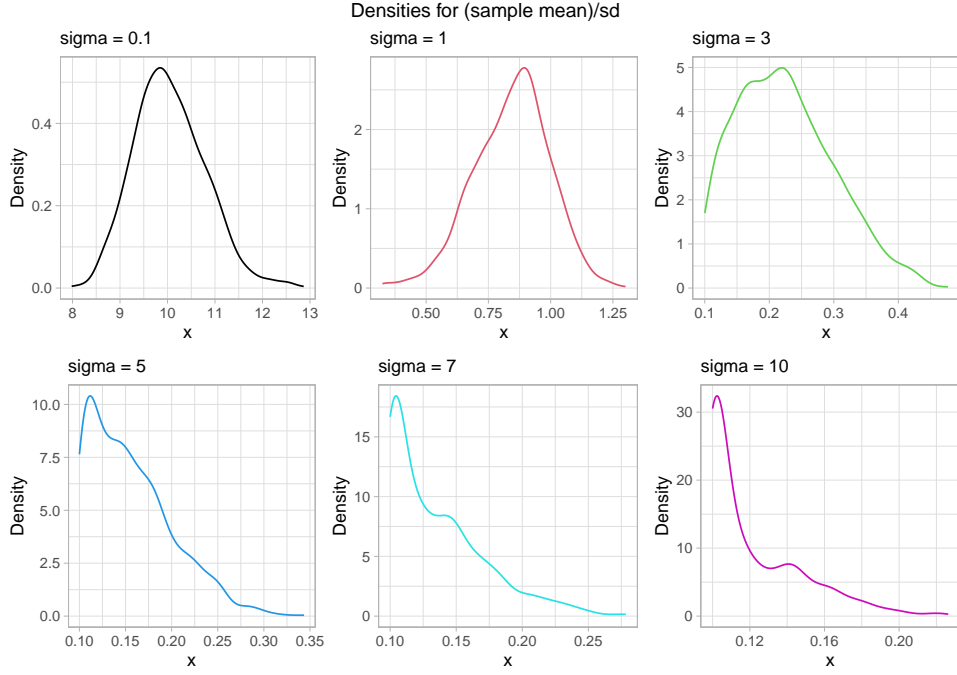 Densities for (sample mean)/sd
sigma = 0.1
0.4
0.2
0.0
Density
8 9 10 11 12 13
x
sigma = 1
2
1
0
Density
0.50 0.75 1.00 1.25
x
sigma = 3
5
4
3
2
1
0
Density
0.1 0.2 0.3 0.4
x
sigma = 5
10.0
7.5
5.0
2.5
0.0
Density
0.10 0.15 0.20 0.25 0.30 0.35
x
sigma = 7
15
10
5
0
Density
0.10 0.15 0.20 0.25
x
sigma = 10
30
20
10
0
Density
0.12 0.16 0.20
x